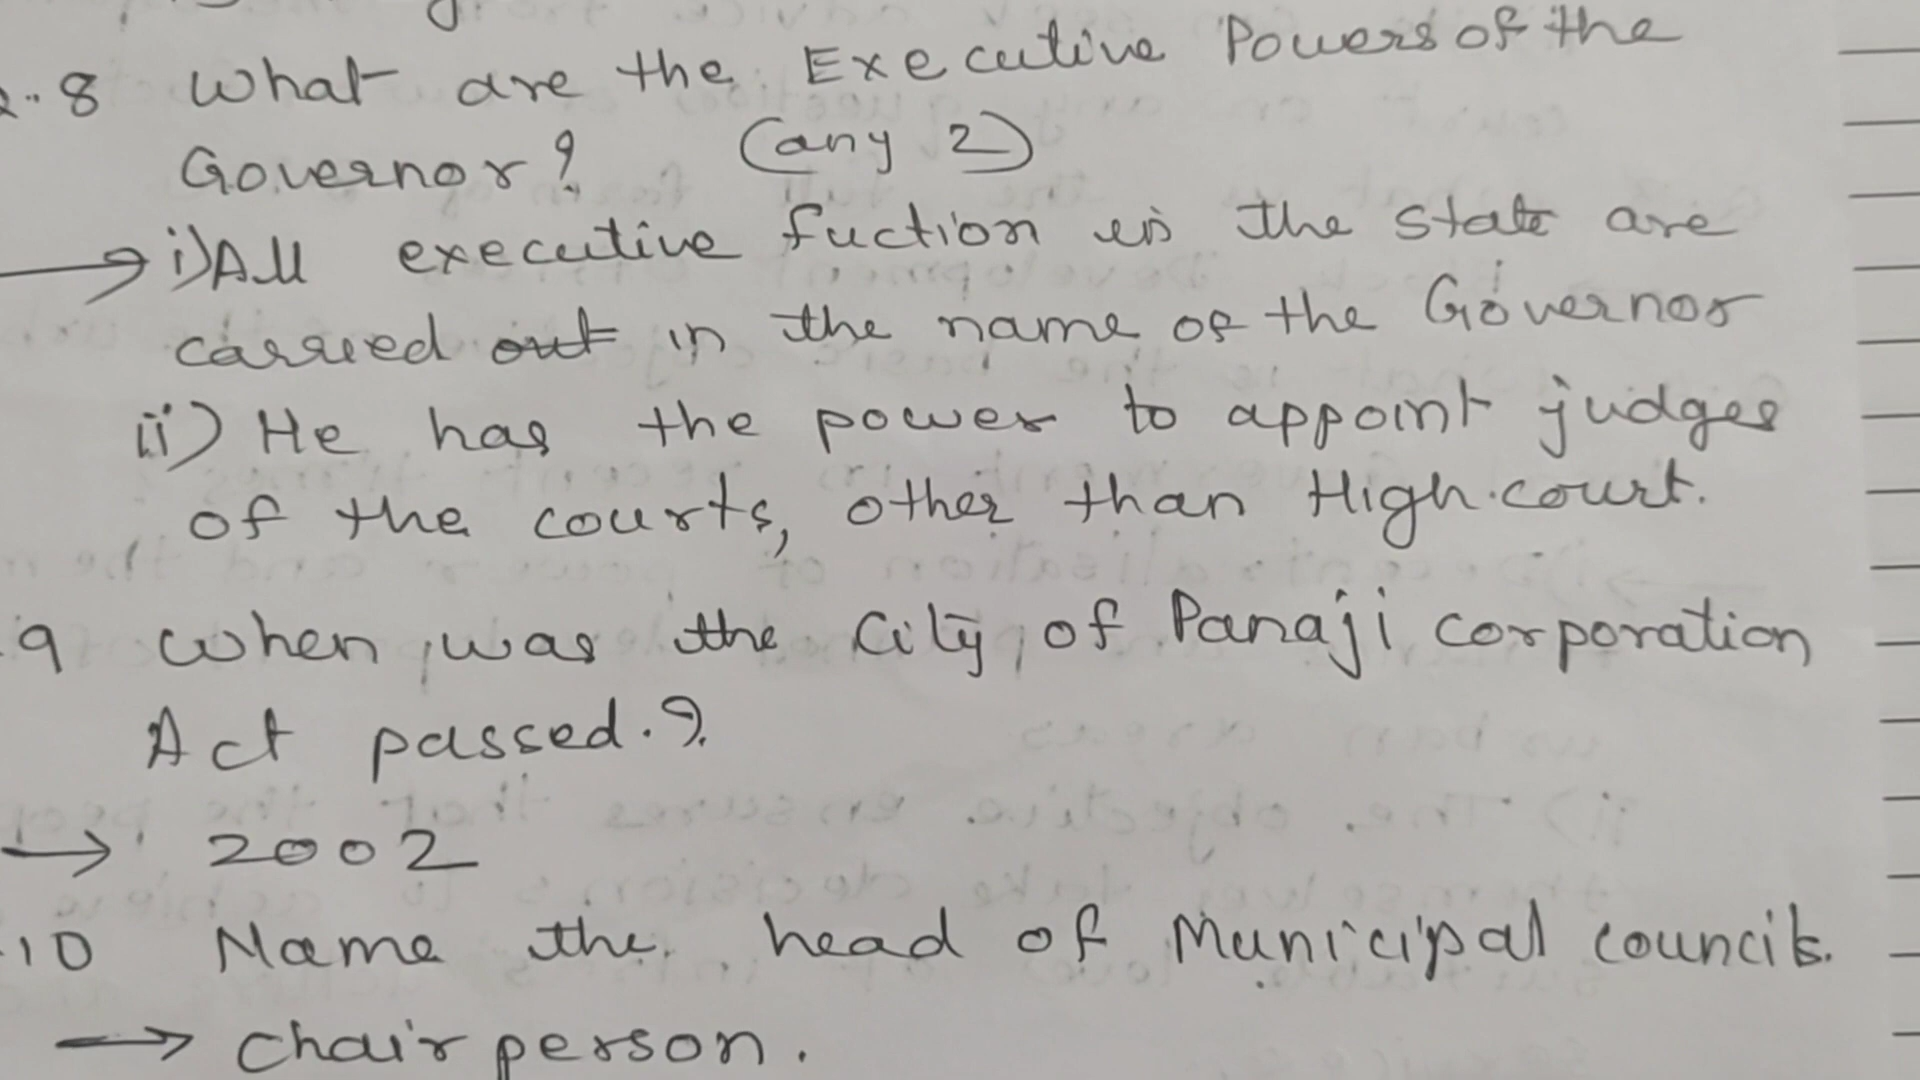 8 What are the Executive Powers of the
Governor? (any 2)
→ i) All executive fuction in the state are
carried out in the name of the Governor
ii) He has the power to appoint judges
of the courts, other than High court.
9 When was the City of Panaji corporation
Act passed.?
→ 2002
10 Name the head of Municipal councils.
→ Chairperson.